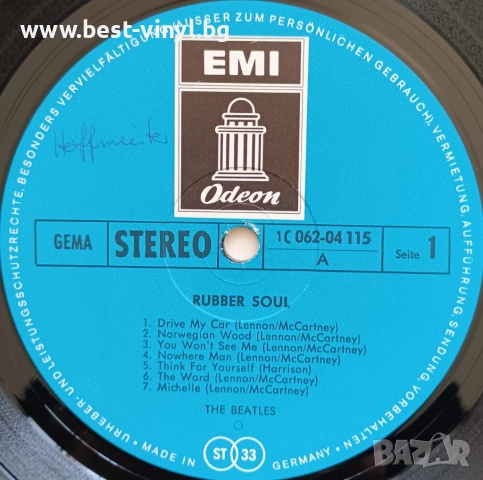 www.best-vinyl.bg
URHEBER- UND LEISTUNGSSCHUTZRECHTE, BESONDERS VERVIELFÄLTIGUNG (AUSSER ZUM PERSÖNLICHEN GEBRAUCH), VERMIETUNG, AUFFÜHRUNG, SENDUNG, VORBEHALTEN
EMI
Hoffmeister
Odeon
GEMA
STEREO
1C 062-04 115
A
Seite 1
RUBBER SOUL
1. Drive My Car (Lennon/McCartney)
2. Norwegian Wood (Lennon/McCartney)
3. You Won't See Me (Lennon/McCartney)
4. Nowhere Man (Lennon/McCartney)
5. Think For Yourself (Harrison)
6. The Word (Lennon/McCartney)
7. Michelle (Lennon/McCartney)
THE BEATLES
MADE IN GERMANY
ST 33
BAZAR